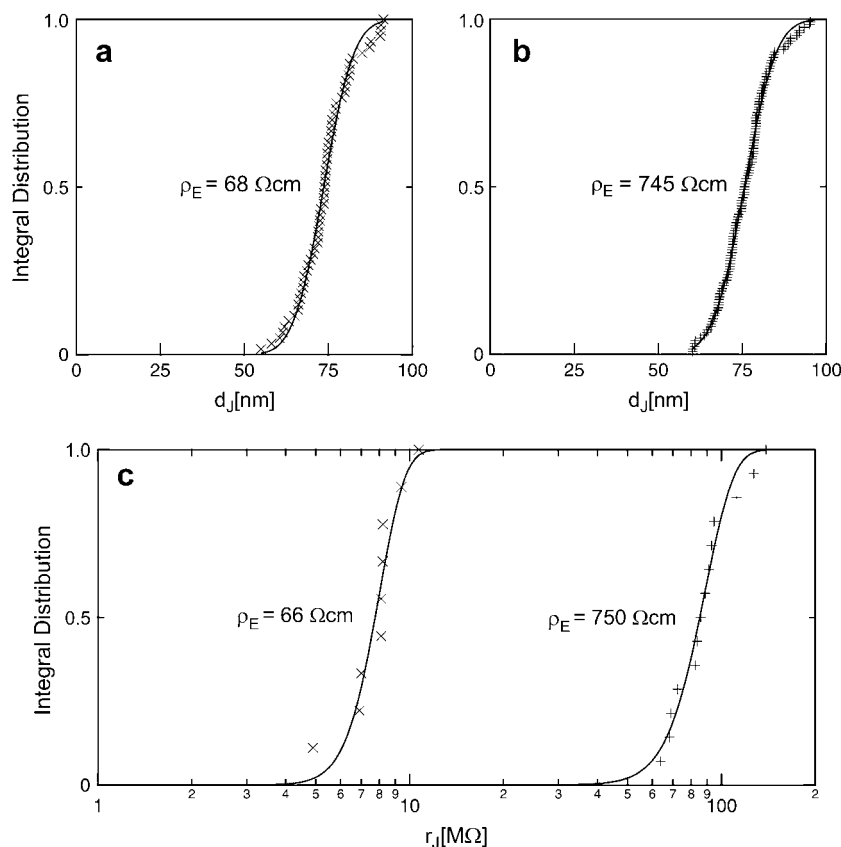 a
1.0
0.5
0
Integral Distribution
ρE = 68 Ωcm
0 25 50 75 100
dJ[nm]
b
1.0
0.5
0
ρE = 745 Ωcm
0 25 50 75 100
dJ[nm]
c
1.0
0.5
0
Integral Distribution
ρE = 66 Ωcm
ρE = 750 Ωcm
1 2 3 4 5 6 7 8 9 10 2 3 4 5 6 7 8 9 100 2
rJ[MΩ]